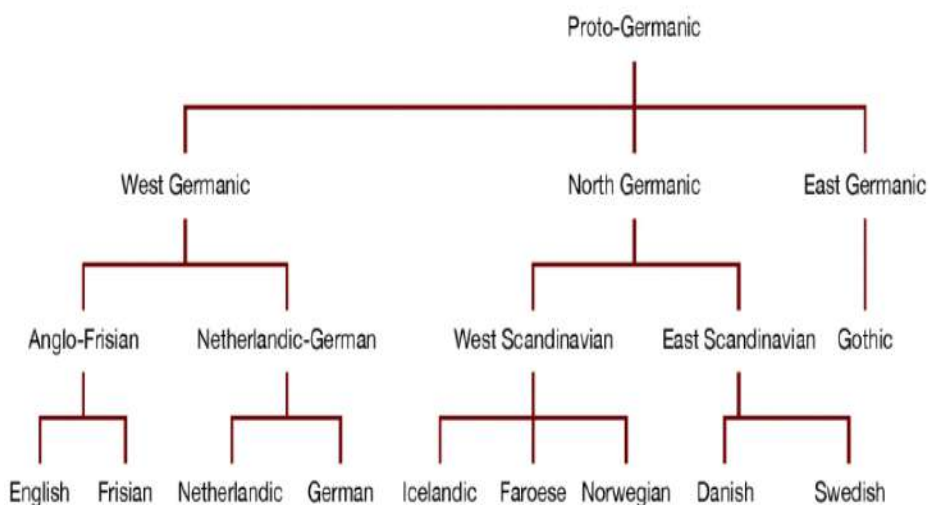 Proto-Germanic
West Germanic North Germanic East Germanic
Anglo-Frisian Netherlandic-German West Scandinavian East Scandinavian Gothic
English Frisian Netherlandic German Icelandic Faroese Norwegian Danish Swedish